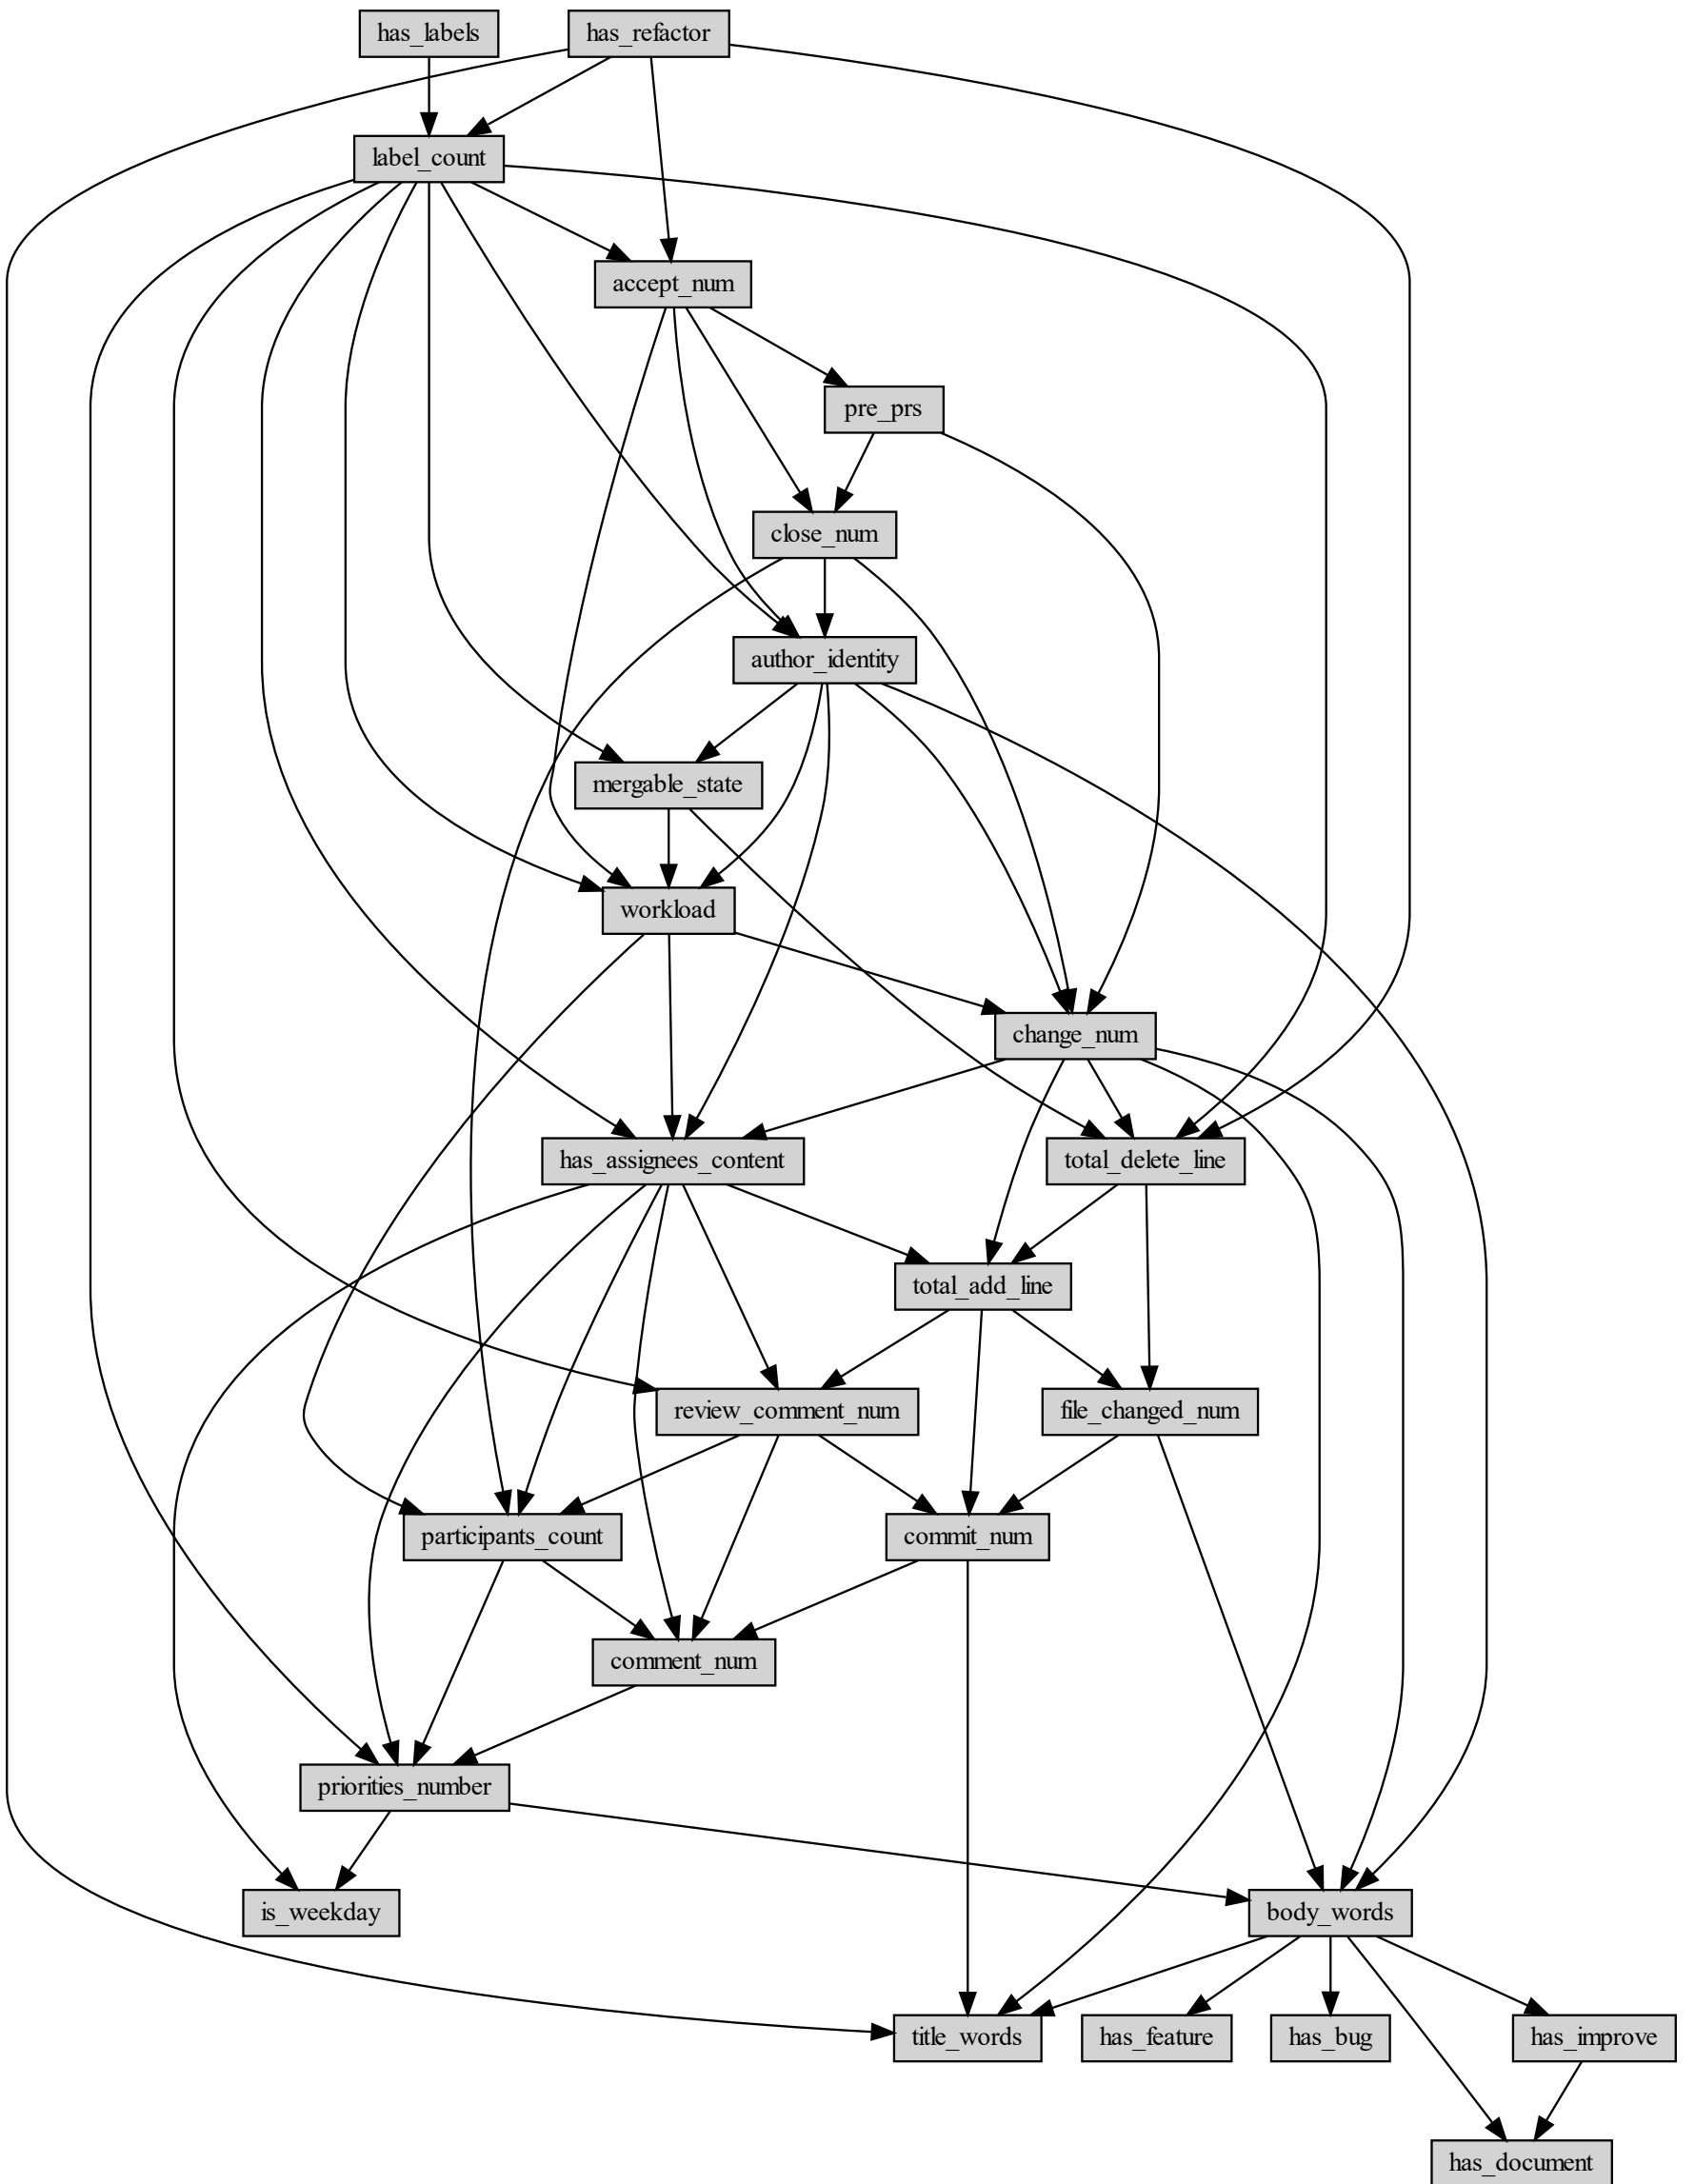 has_labels
has_refactor
label_count
accept_num
pre_prs
close_num
author_identity
mergable_state
workload
change_num
has_assignees_content
total_delete_line
total_add_line
review_comment_num
file_changed_num
participants_count
commit_num
comment_num
priorities_number
is_weekday
body_words
title_words
has_feature
has_bug
has_improve
has_document